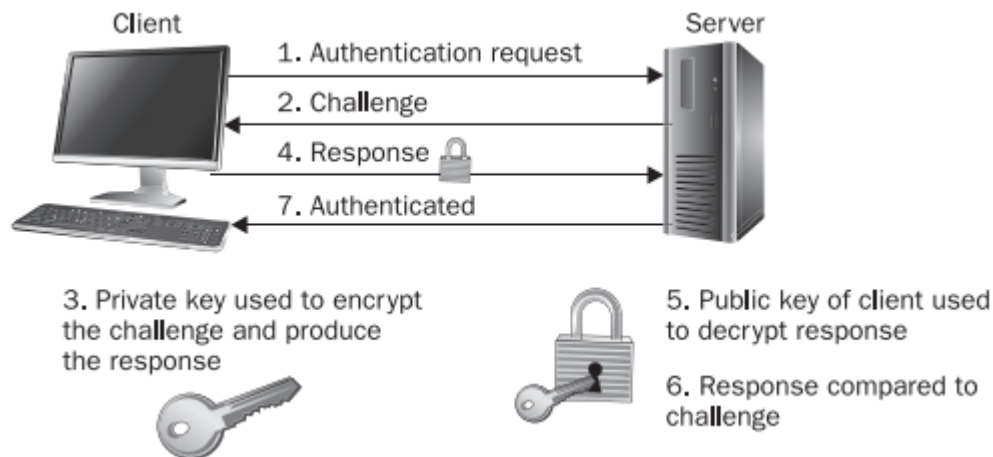 Client
Server
1. Authentication request
2. Challenge
4. Response
7. Authenticated
3. Private key used to encrypt
the challenge and produce
the response
5. Public key of client used
to decrypt response
6. Response compared to
challenge